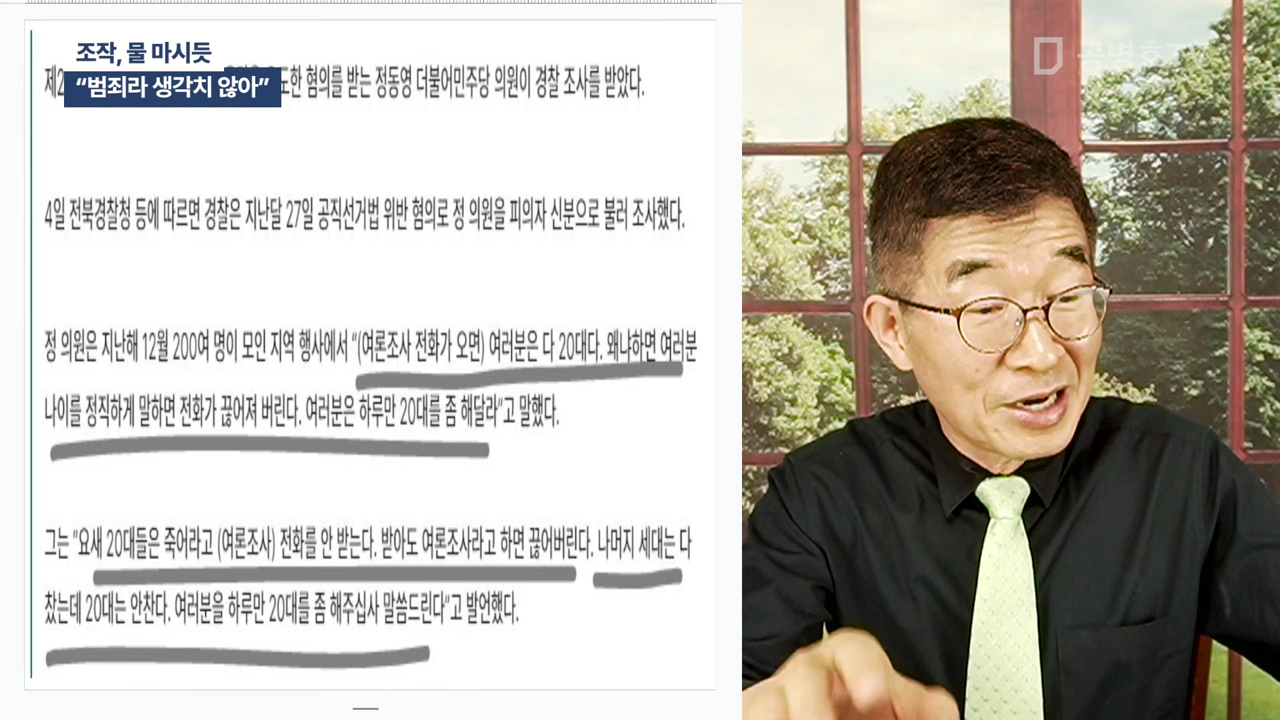 조작, 물 마시듯
“범죄라 생각치 않아”
공병호TV
제2 도한 혐의를 받는 정동영 더불어민주당 의원이 경찰 조사를 받았다.
4일 전북경찰청 등에 따르면 경찰은 지난달 27일 공직선거법 위반 혐의로 정 의원을 피의자 신분으로 불러 조사했다.
정 의원은 지난해 12월 200여 명이 모인 지역 행사에서 “(여론조사 전화가 오면) 여러분은 다 20대다. 왜냐하면 여러분
나이를 정직하게 말하면 전화가 끊어져 버린다. 여러분은 하루만 20대를 좀 해달라”고 말했다.
그는 “요새 20대들은 죽어라고 (여론조사) 전화를 안 받는다. 받아도 여론조사라고 하면 끊어버린다. 나머지 세대는 다
찼는데 20대는 안찬다. 여러분을 하루만 20대를 좀 해주십사 말씀드린다”고 발언했다.